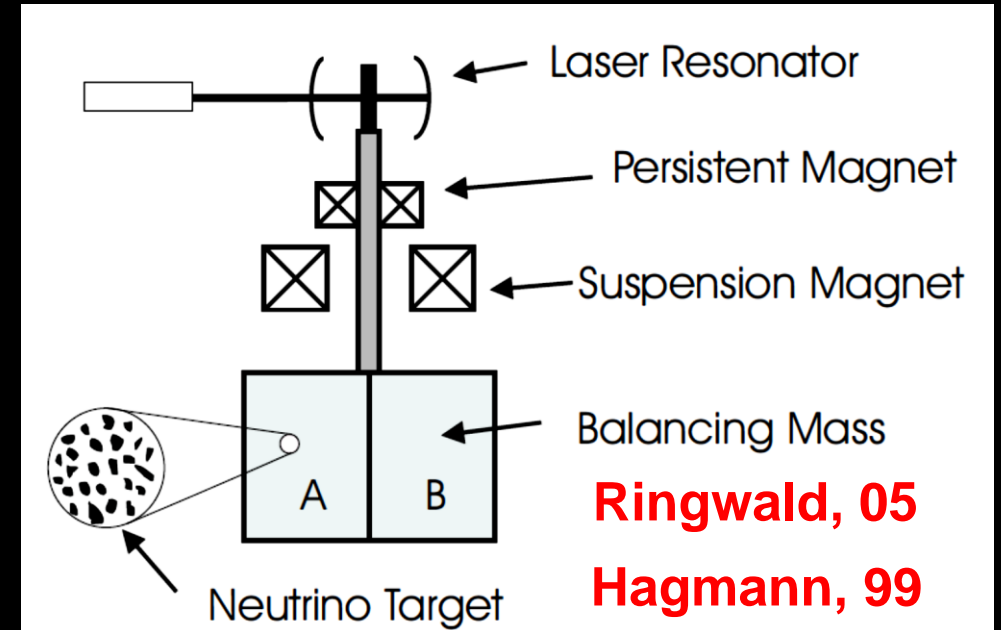 Laser Resonator
Persistent Magnet
Suspension Magnet
Balancing Mass
A
B
Ringwald, 05
Hagmann, 99
Neutrino Target